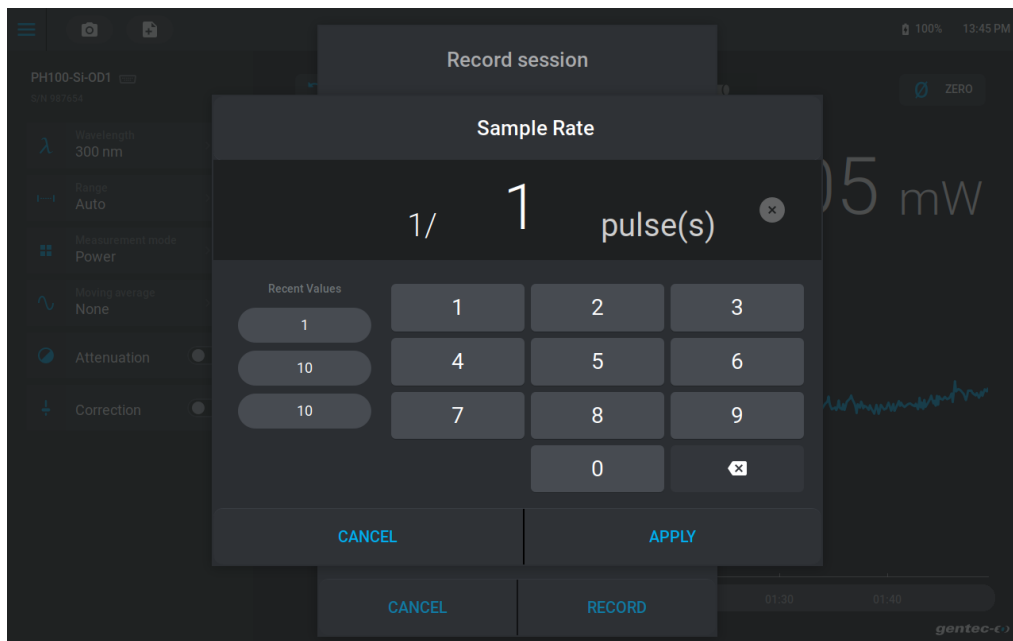 100% 13:45 PM
Record session
PH100-Si-OD1
S/N 987654
ZERO
Sample Rate
Wavelength
300 nm
Range
Auto
Measurement mode
Power
Moving average
None
Attenuation
Correction
05 mW
1/ 1 pulse(s)
Recent Values
1
10
10
1 2 3
4 5 6
7 8 9
0
CANCEL APPLY
CANCEL RECORD
01:30 01:40
gentec-eo